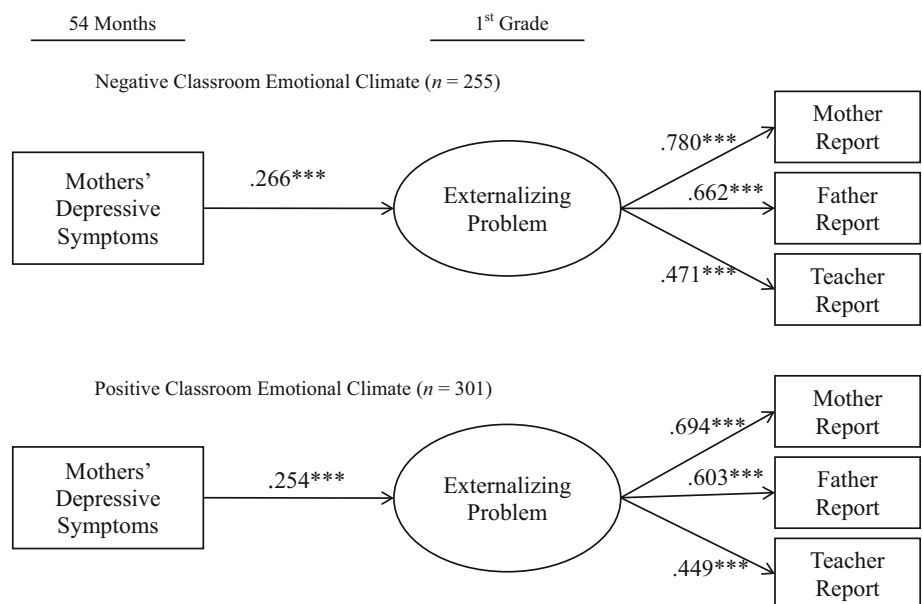 54 Months
1st Grade
Negative Classroom Emotional Climate (n = 255)
Mothers'
Depressive
Symptoms
.266***
Externalizing
Problem
.780***
.662***
.471***
Mother
Report
Father
Report
Teacher
Report
Positive Classroom Emotional Climate (n = 301)
Mothers'
Depressive
Symptoms
.254***
Externalizing
Problem
.694***
.603***
.449***
Mother
Report
Father
Report
Teacher
Report